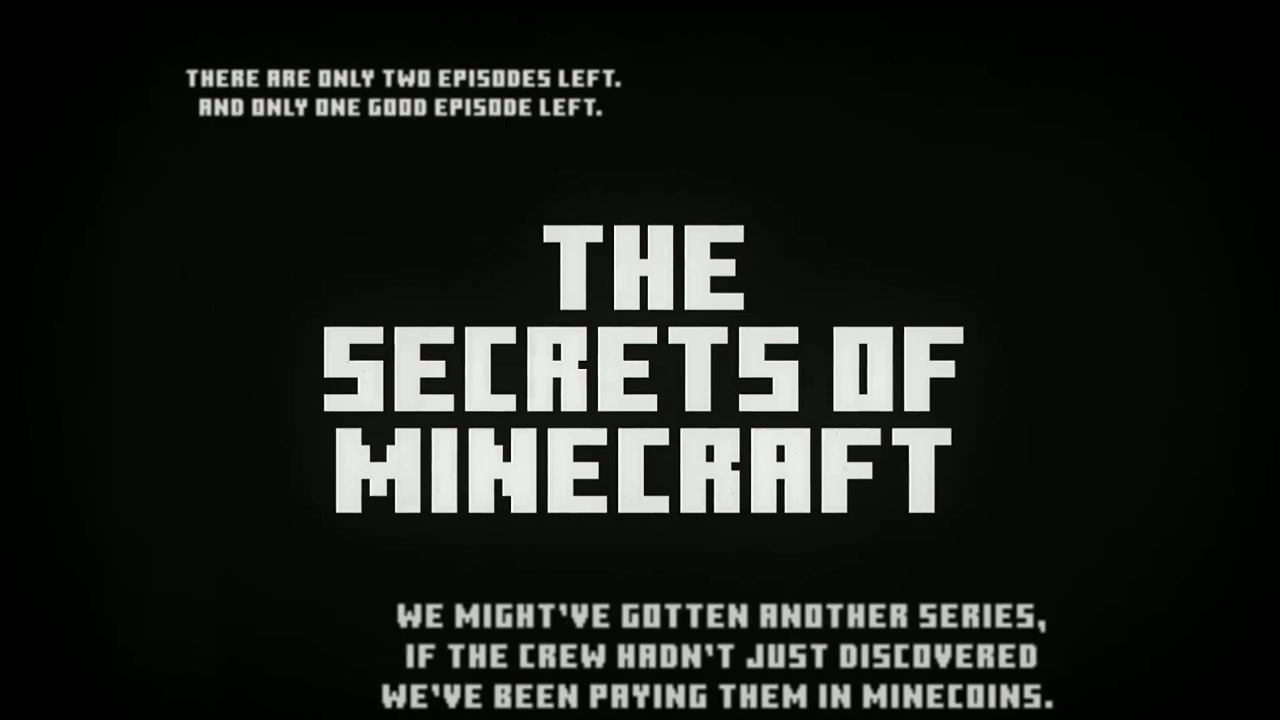 THERE ARE ONLY TWO EPISODES LEFT.
AND ONLY ONE GOOD EPISODE LEFT.
THE
SECRETS OF
MINECRAFT
WE MIGHT'VE GOTTEN ANOTHER SERIES,
IF THE CREW HADN'T JUST DISCOVERED
WE'VE BEEN PAYING THEM IN MINECOINS.